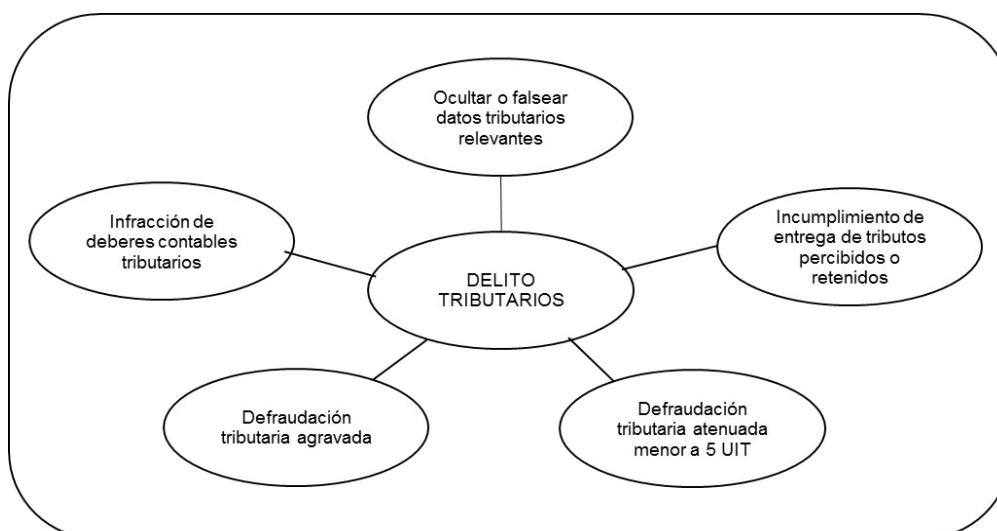 Ocultar o falsear
datos tributarios
relevantes
Infracción de
deberes contables
tributarios
Incumplimiento de
entrega de tributos
percibidos o
retenidos
DELITO
TRIBUTARIOS
Defraudación
tributaria agravada
Defraudación
tributaria atenuada
menor a 5 UIT